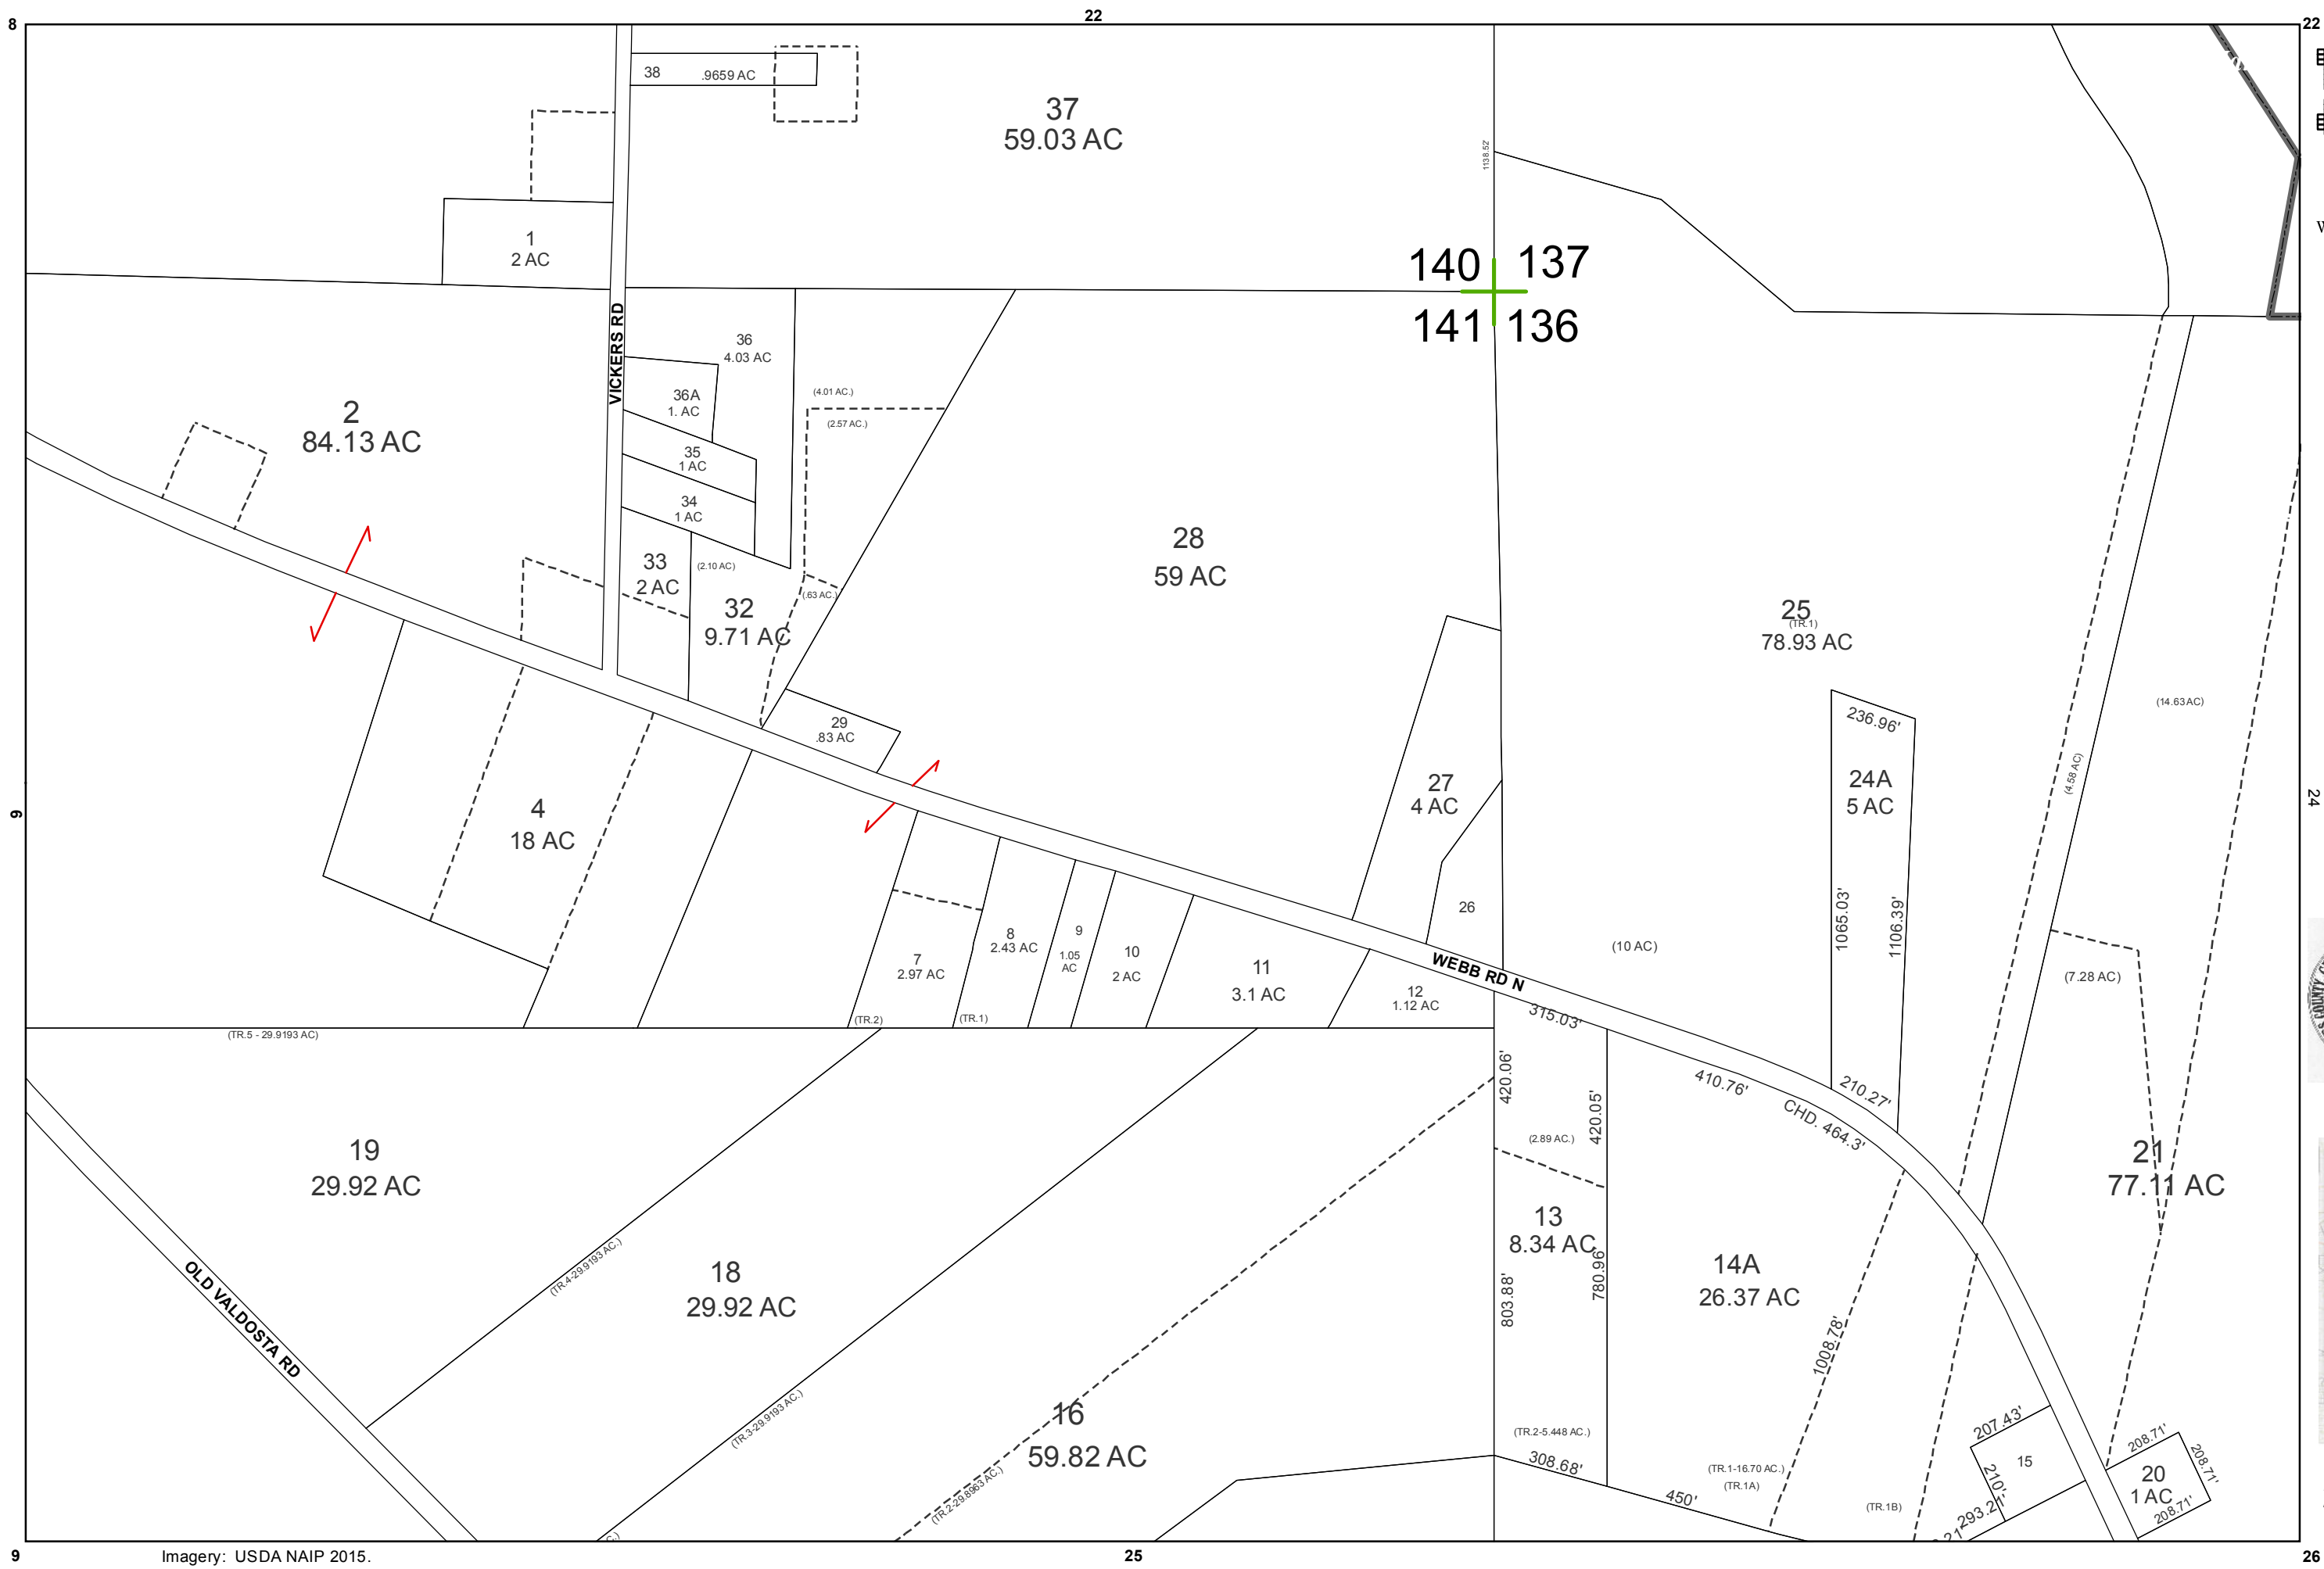 8
22
22
38 .9659 AC
37
59.03 AC
1138.52'
1
2 AC
140 137
141 136
VICKERS RD
36
4.03 AC
36A
1. AC
(4.01 AC.)
(2.57 AC.)
2
84.13 AC
35
1 AC
34
1 AC
33
2 AC
(2.10 AC)
32
9.71 AC
(.63 AC.)
28
59 AC
25
(TR.1)
78.93 AC
(14.63 AC)
(4.58 AC)
29
.83 AC
236.96'
24A
5 AC
1065.03'
1106.39'
27
4 AC
26
4
18 AC
9
24
7
2.97 AC
(TR.2)
8
2.43 AC
(TR.1)
9
1.05
AC
10
2 AC
11
3.1 AC
12
1.12 AC
WEBB RD N
(10 AC)
(7.28 AC)
(TR.5 - 29.9193 AC)
315.03'
420.06'
420.05'
410.76'
210.27'
CHD. 464.3'
(2.89 AC.)
19
29.92 AC
21
77.11 AC
13
8.34 AC
803.88'
780.96'
14A
26.37 AC
1008.78'
OLD VALDOSTA RD
(TR.4-29.9193 AC.)
18
29.92 AC
(TR.3-29.9193 AC.)
16
59.82 AC
(TR.2-29.8963 AC.)
(TR.2-5.448 AC.)
308.68'
450'
(TR.1-16.70 AC.)
(TR.1A)
(TR.1B)
207.43'
15
210'
293.21'
208.71'
208.71'
20
1 AC
208.71'
9
Imagery: USDA NAIP 2015.
25
26